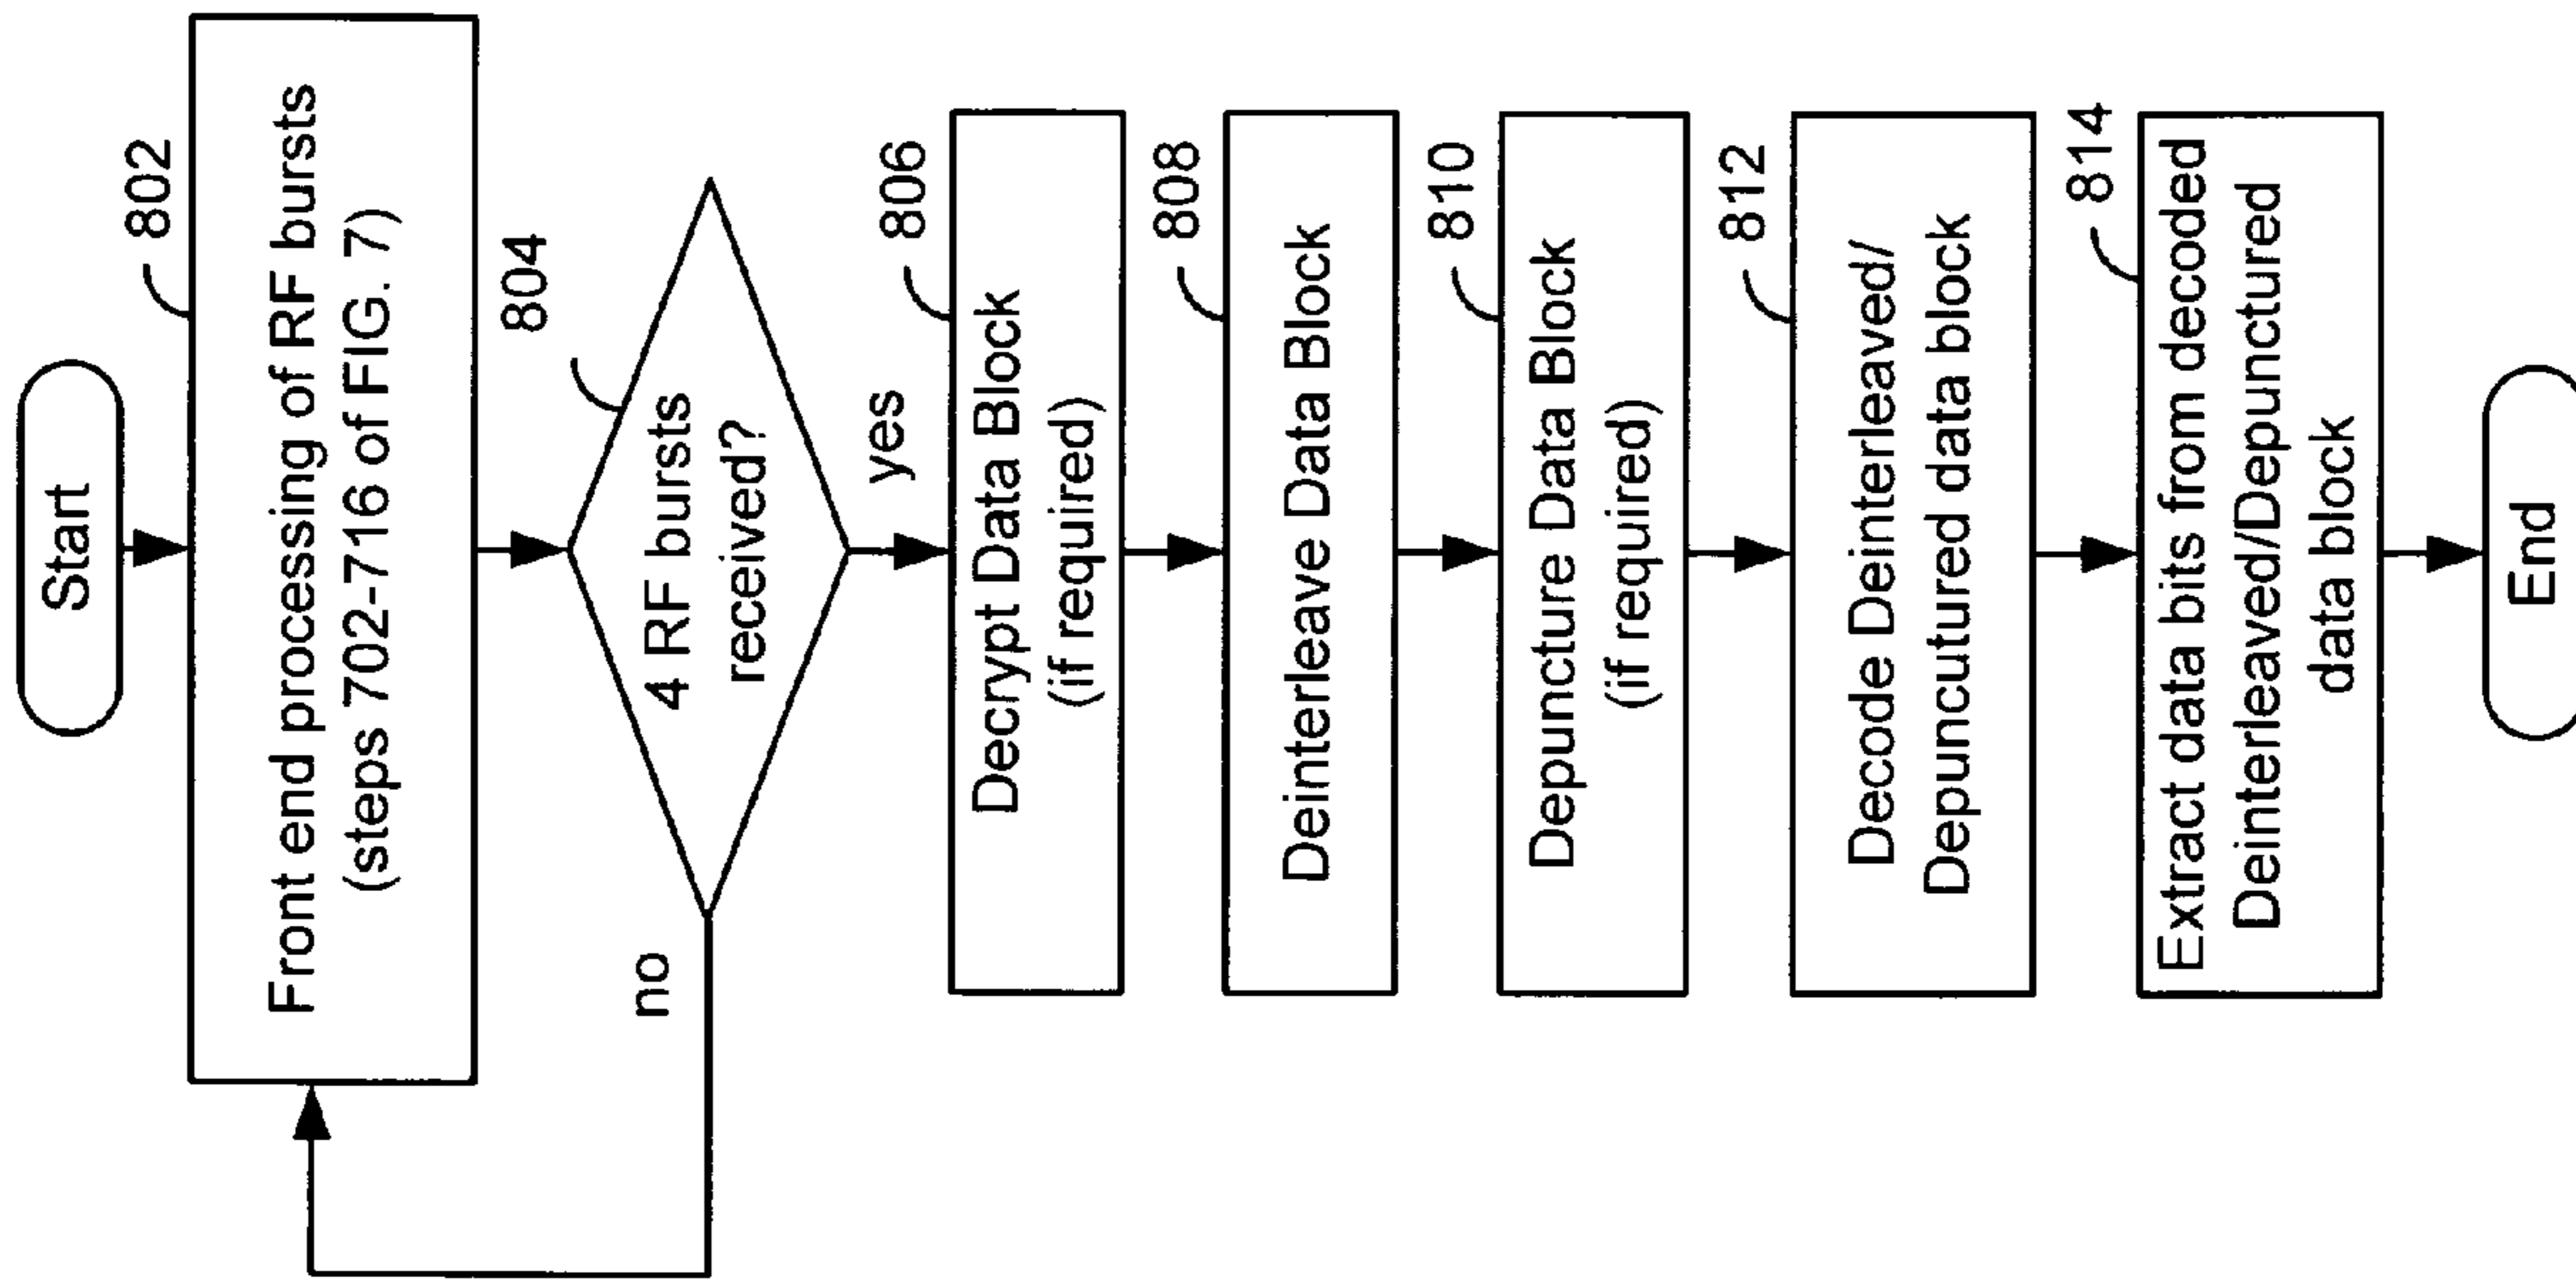 Start
802
Front end processing of RF bursts
(steps 702-716 of FIG. 7)
804
4 RF bursts
received?
no
yes
806
Decrypt Data Block
(if required)
808
Deinterleave Data Block
810
Depuncture Data Block
(if required)
812
Decode Deinterleaved/
Depuncutured data block
814
Extract data bits from decoded
Deinterleaved/Depunctured
data block
End